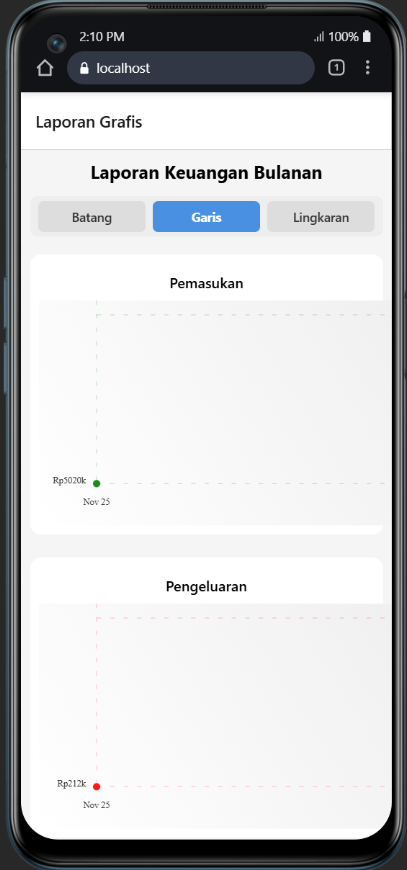 2:10 PM
100%
localhost
1
Laporan Grafis
Laporan Keuangan Bulanan
Batang
Garis
Lingkaran
Pemasukan
Rp5020k
Nov 25
Pengeluaran
Rp212k
Nov 25